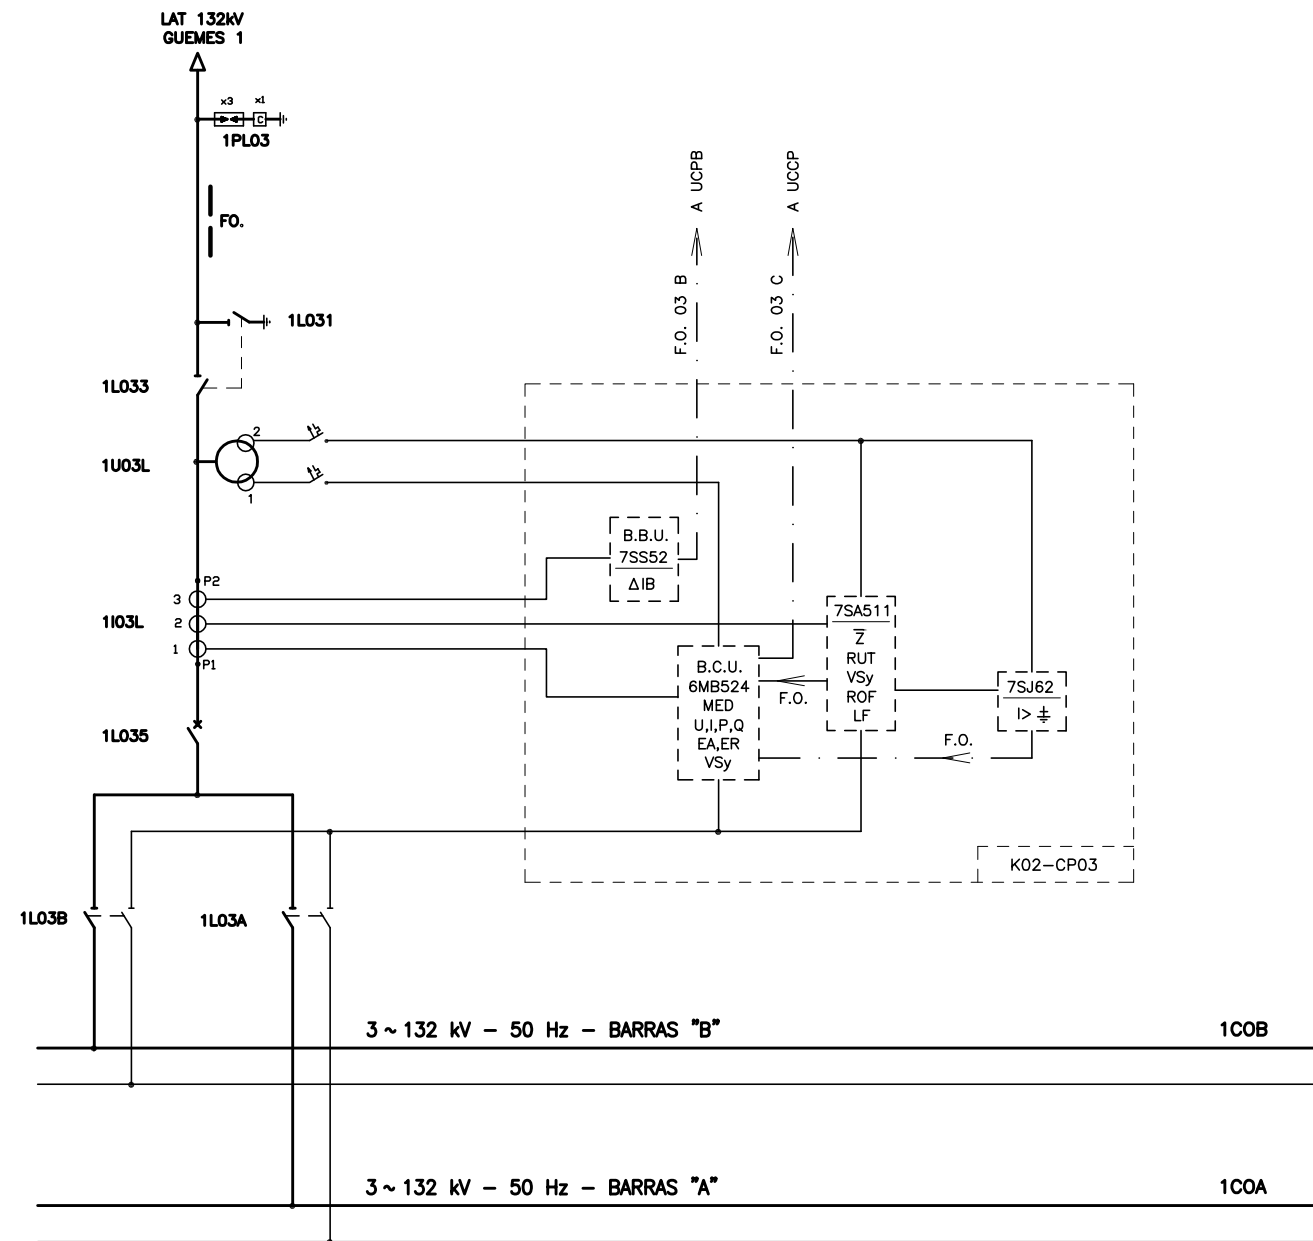 LAT 132kV
GUEMES 1
x3
x1
C
1PL03
FO.
A UCPB
A UCCP
F.O. 03 B
F.O. 03 C
1L031
1L033
2
1U03L
1
B.B.U.
7SS52
ΔIB
P2
3
1I03L
2
1
P1
7SA511
Z
RUT
VSy
ROF
LF
B.C.U.
6MB524
MED
U,I,P,Q
EA,ER
VSy
F.O.
7SJ62
I>
F.O.
1L035
K02-CP03
1L03B
1L03A
3 ~ 132 kV - 50 Hz - BARRAS "B"
1COB
3 ~ 132 kV - 50 Hz - BARRAS "A"
1COA